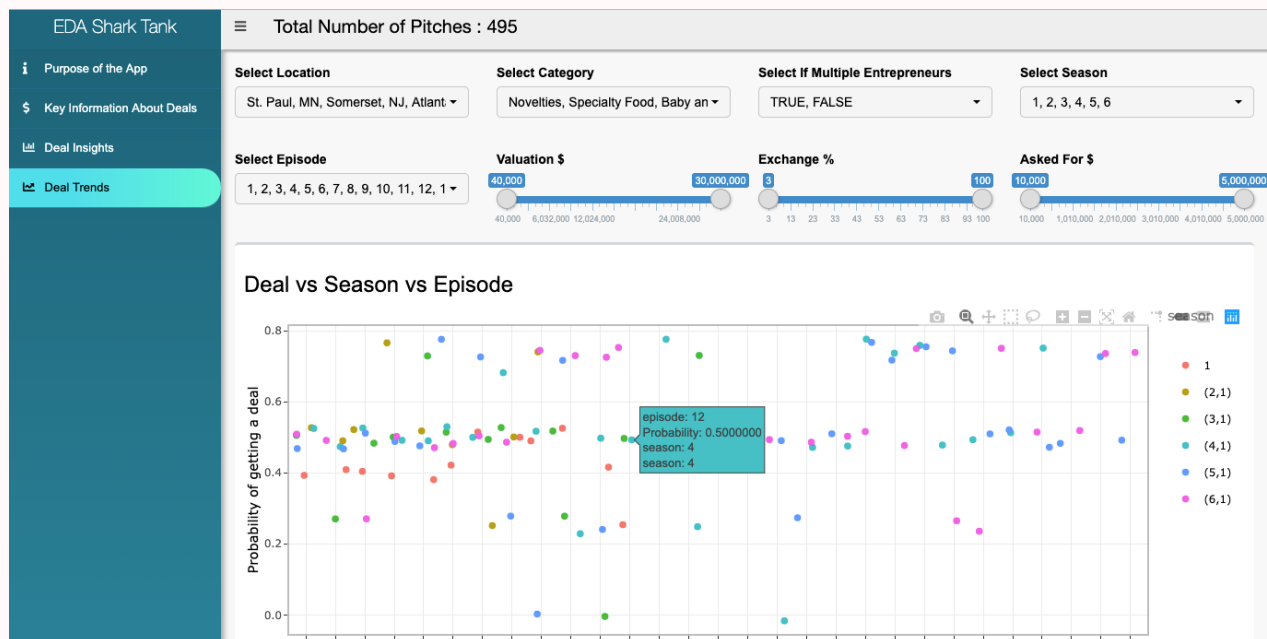 EDA Shark Tank
Total Number of Pitches : 495
Purpose of the App
Key Information About Deals
Deal Insights
Deal Trends
Select Location
St. Paul, MN, Somerset, NJ, Atlant
Select Category
Novelties, Specialty Food, Baby an
Select If Multiple Entrepreneurs
TRUE, FALSE
Select Season
1, 2, 3, 4, 5, 6
Select Episode
1, 2, 3, 4, 5, 6, 7, 8, 9, 10, 11, 12, 1
Valuation $
40,000 30,000,000
40,000 6,032,000 12,024,000 24,008,000
Exchange %
3 100
3 13 23 33 43 53 63 73 83 93 100
Asked For $
10,000 5,000,000
10,000 1,010,000 2,010,000 3,010,000 4,010,000 5,000,000
Deal vs Season vs Episode
season
Probability of getting a deal
0.8
0.6
0.4
0.2
0.0
episode: 12
Probability: 0.5000000
season: 4
season: 4
1
(2,1)
(3,1)
(4,1)
(5,1)
(6,1)